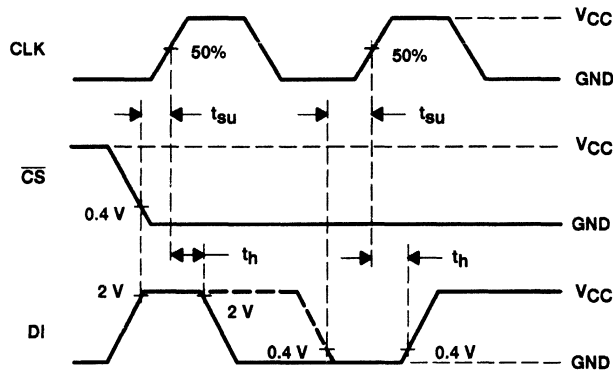 VCC
CLK
50%
50%
GND
tsu
tsu
VCC
CS
0.4 V
GND
th
th
2 V
2 V
VCC
DI
0.4 V
0.4 V
GND